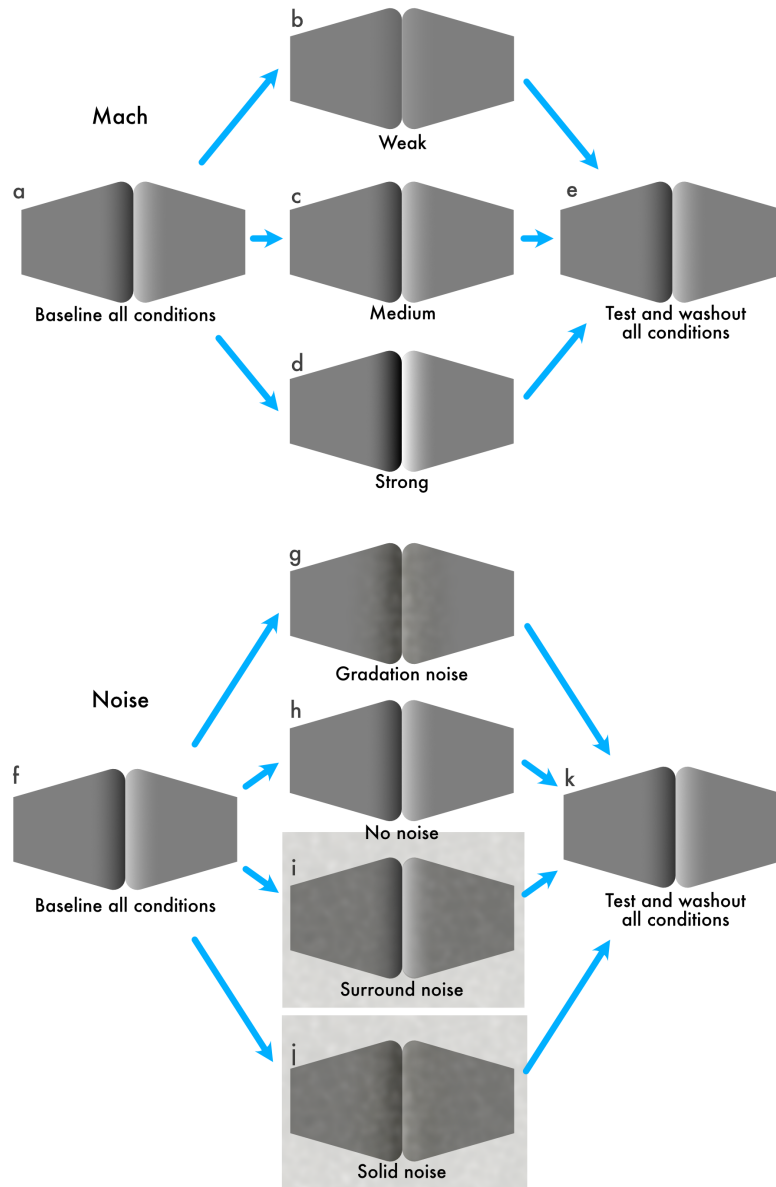 b
Weak
Mach
a
Baseline all conditions
c
Medium
e
Test and washout
all conditions
d
Strong
g
Gradation noise
Noise
h
No noise
f
Baseline all conditions
k
Test and washout
all conditions
i
Surround noise
j
Solid noise